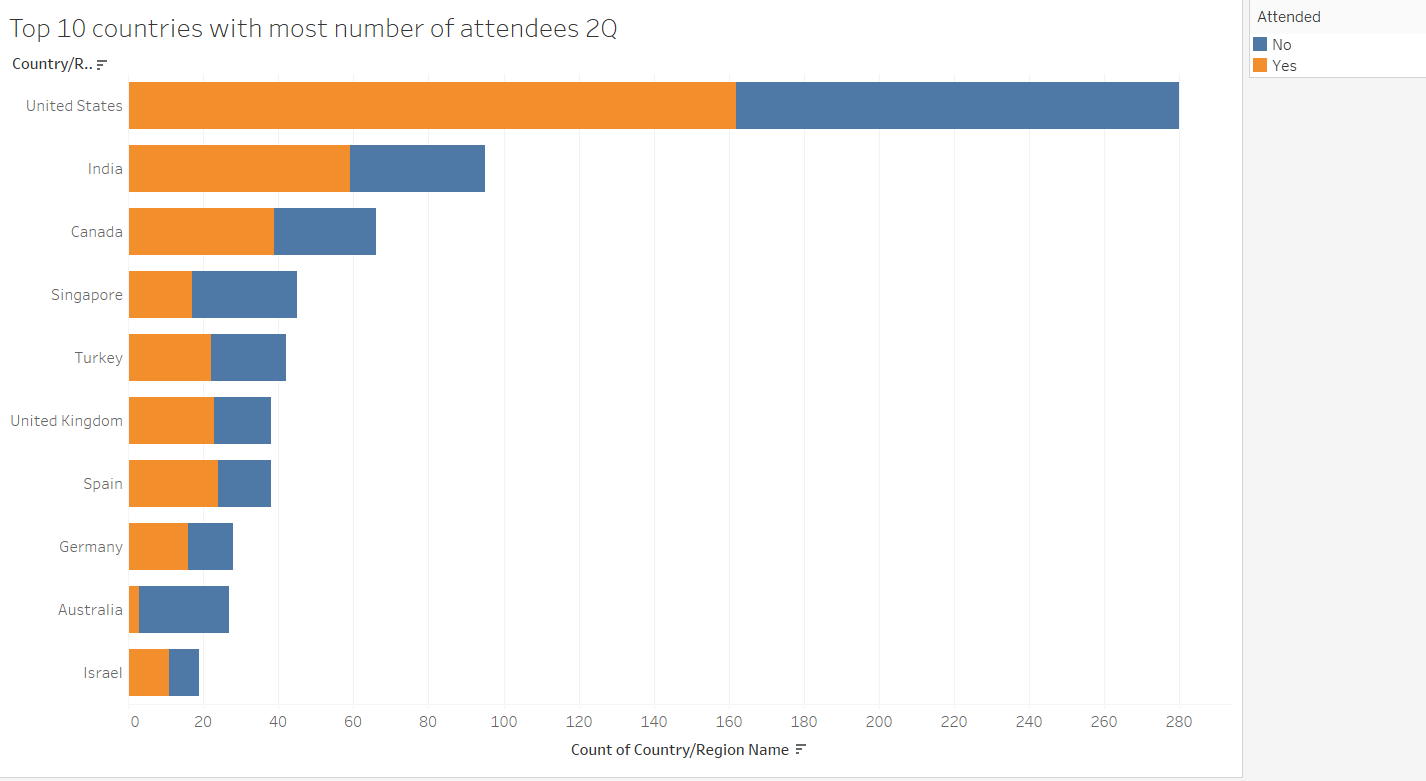 Top 10 countries with most number of attendees 2Q
Attended
No
Yes
Country/R..
United States
India
Canada
Singapore
Turkey
United Kingdom
Spain
Germany
Australia
Israel
0 20 40 60 80 100 120 140 160 180 200 220 240 260 280
Count of Country/Region Name